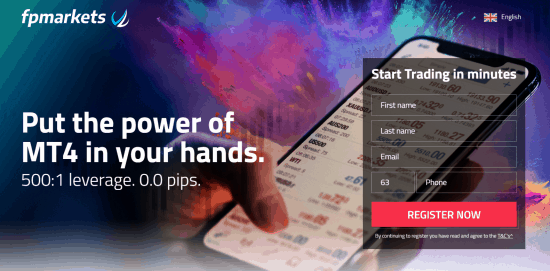 fpmarkets
English
Start Trading in minutes
First name
Last name
Email
63 Phone
REGISTER NOW
By continuing to register you have read and agree to the T&C's^
Put the power of
MT4 in your hands.
500:1 leverage. 0.0 pips.
AUS200
US500